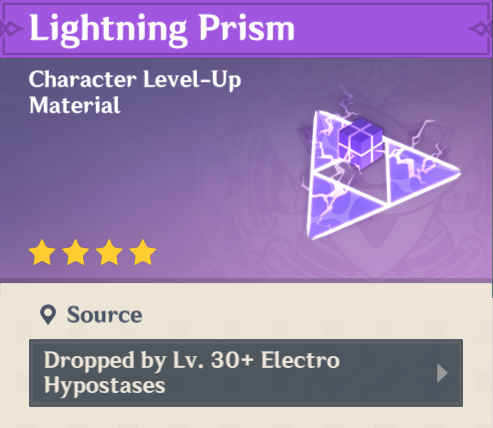 Lightning Prism
Character Level-Up
Material
Source
Dropped by Lv. 30+ Electro
Hypostases